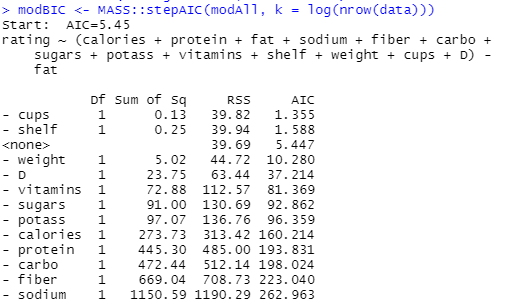 > modBIC <- MASS::stepAIC(modAll, k = log(nrow(data)))
Start:  AIC=5.45
rating ~ (calories + protein + fat + sodium + fiber + carbo +
    sugars + potass + vitamins + shelf + weight + cups + D) -
    fat
           Df Sum of Sq     RSS     AIC
- cups      1      0.13   39.82   1.355
- shelf     1      0.25   39.94   1.588
<none>                    39.69   5.447
- weight    1      5.02   44.72  10.280
- D         1     23.75   63.44  37.214
- vitamins  1     72.88  112.57  81.369
- sugars    1     91.00  130.69  92.862
- potass    1     97.07  136.76  96.359
- calories  1    273.73  313.42 160.214
- protein   1    445.30  485.00 193.831
- carbo     1    472.44  512.14 198.024
- fiber     1    669.04  708.73 223.040
- sodium    1   1150.59 1190.29 262.963